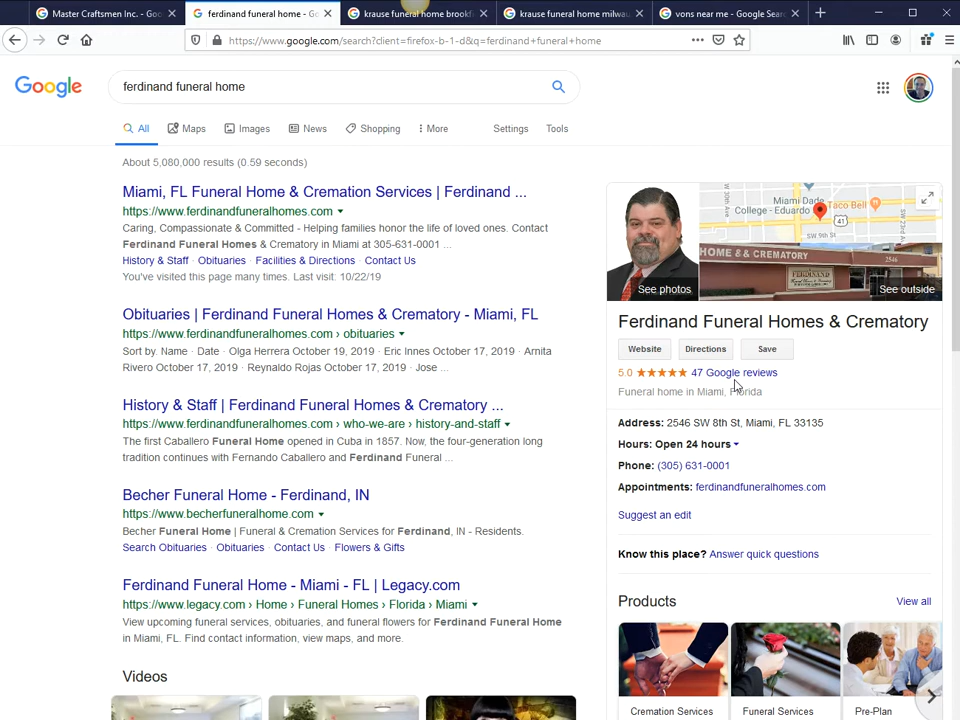 Master Craftsmen Inc. - Goo
ferdinand funeral home - Go
krause funeral home brookf
krause funeral home milwau
vons near me - Google Sear
https://www.google.com/search?client=firefox-b-1-d&q=ferdinand+funeral+home
Google
ferdinand funeral home
All
Maps
Images
News
Shopping
More
Settings
Tools
About 5,080,000 results (0.59 seconds)
Miami, FL Funeral Home & Cremation Services | Ferdinand ...
https://www.ferdinandfuneralhomes.com
Caring, Compassionate & Committed - Helping families honor the life of loved ones. Contact
Ferdinand Funeral Homes & Crematory in Miami at 305-631-0001 ...
History & Staff · Obituaries · Facilities & Directions · Contact Us
You've visited this page many times. Last visit: 10/22/19
Obituaries | Ferdinand Funeral Homes & Crematory - Miami, FL
https://www.ferdinandfuneralhomes.com › obituaries
Sort by. Name · Date · Olga Herrera October 19, 2019 · Eric Innes October 17, 2019 · Arnita
Rivero October 17, 2019 · Reynaldo Rojas October 17, 2019 · Jose ...
History & Staff | Ferdinand Funeral Homes & Crematory ...
https://www.ferdinandfuneralhomes.com › who-we-are › history-and-staff
The first Caballero Funeral Home opened in Cuba in 1857. Now, the four-generation long
tradition continues with Fernando Caballero and Ferdinand Funeral ...
Becher Funeral Home - Ferdinand, IN
https://www.becherfuneralhome.com
Becher Funeral Home | Funeral & Cremation Services for Ferdinand, IN - Residents.
Search Obituaries · Obituaries · Contact Us · Flowers & Gifts
Ferdinand Funeral Home - Miami - FL | Legacy.com
https://www.legacy.com › Home › Funeral Homes › Florida › Miami
View upcoming funeral services, obituaries, and funeral flowers for Ferdinand Funeral Home
in Miami, FL. Find contact information, view maps, and more.
Videos
Miami Dade
College - Eduardo
Taco Bell
41
SW 9th St
HOME & CREMATORY
2546
FERDINAND
See photos
See outside
Ferdinand Funeral Homes & Crematory
Website
Directions
Save
5.0 47 Google reviews
Funeral home in Miami, Florida
Address: 2546 SW 8th St, Miami, FL 33135
Hours: Open 24 hours
Phone: (305) 631-0001
Appointments: ferdinandfuneralhomes.com
Suggest an edit
Know this place? Answer quick questions
Products
View all
Cremation Services
Funeral Services
Pre-Plan